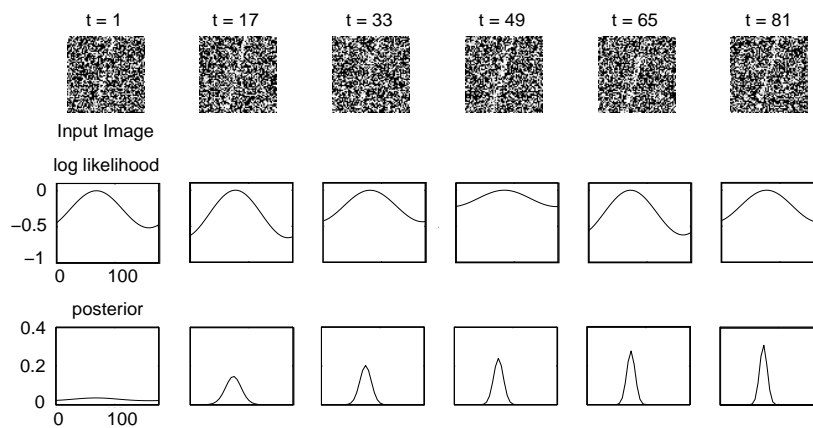 t = 1 t = 17 t = 33 t = 49 t = 65 t = 81
Input Image
log likelihood
0
−0.5
−1
0 100
posterior
0.4
0.2
0
0 100